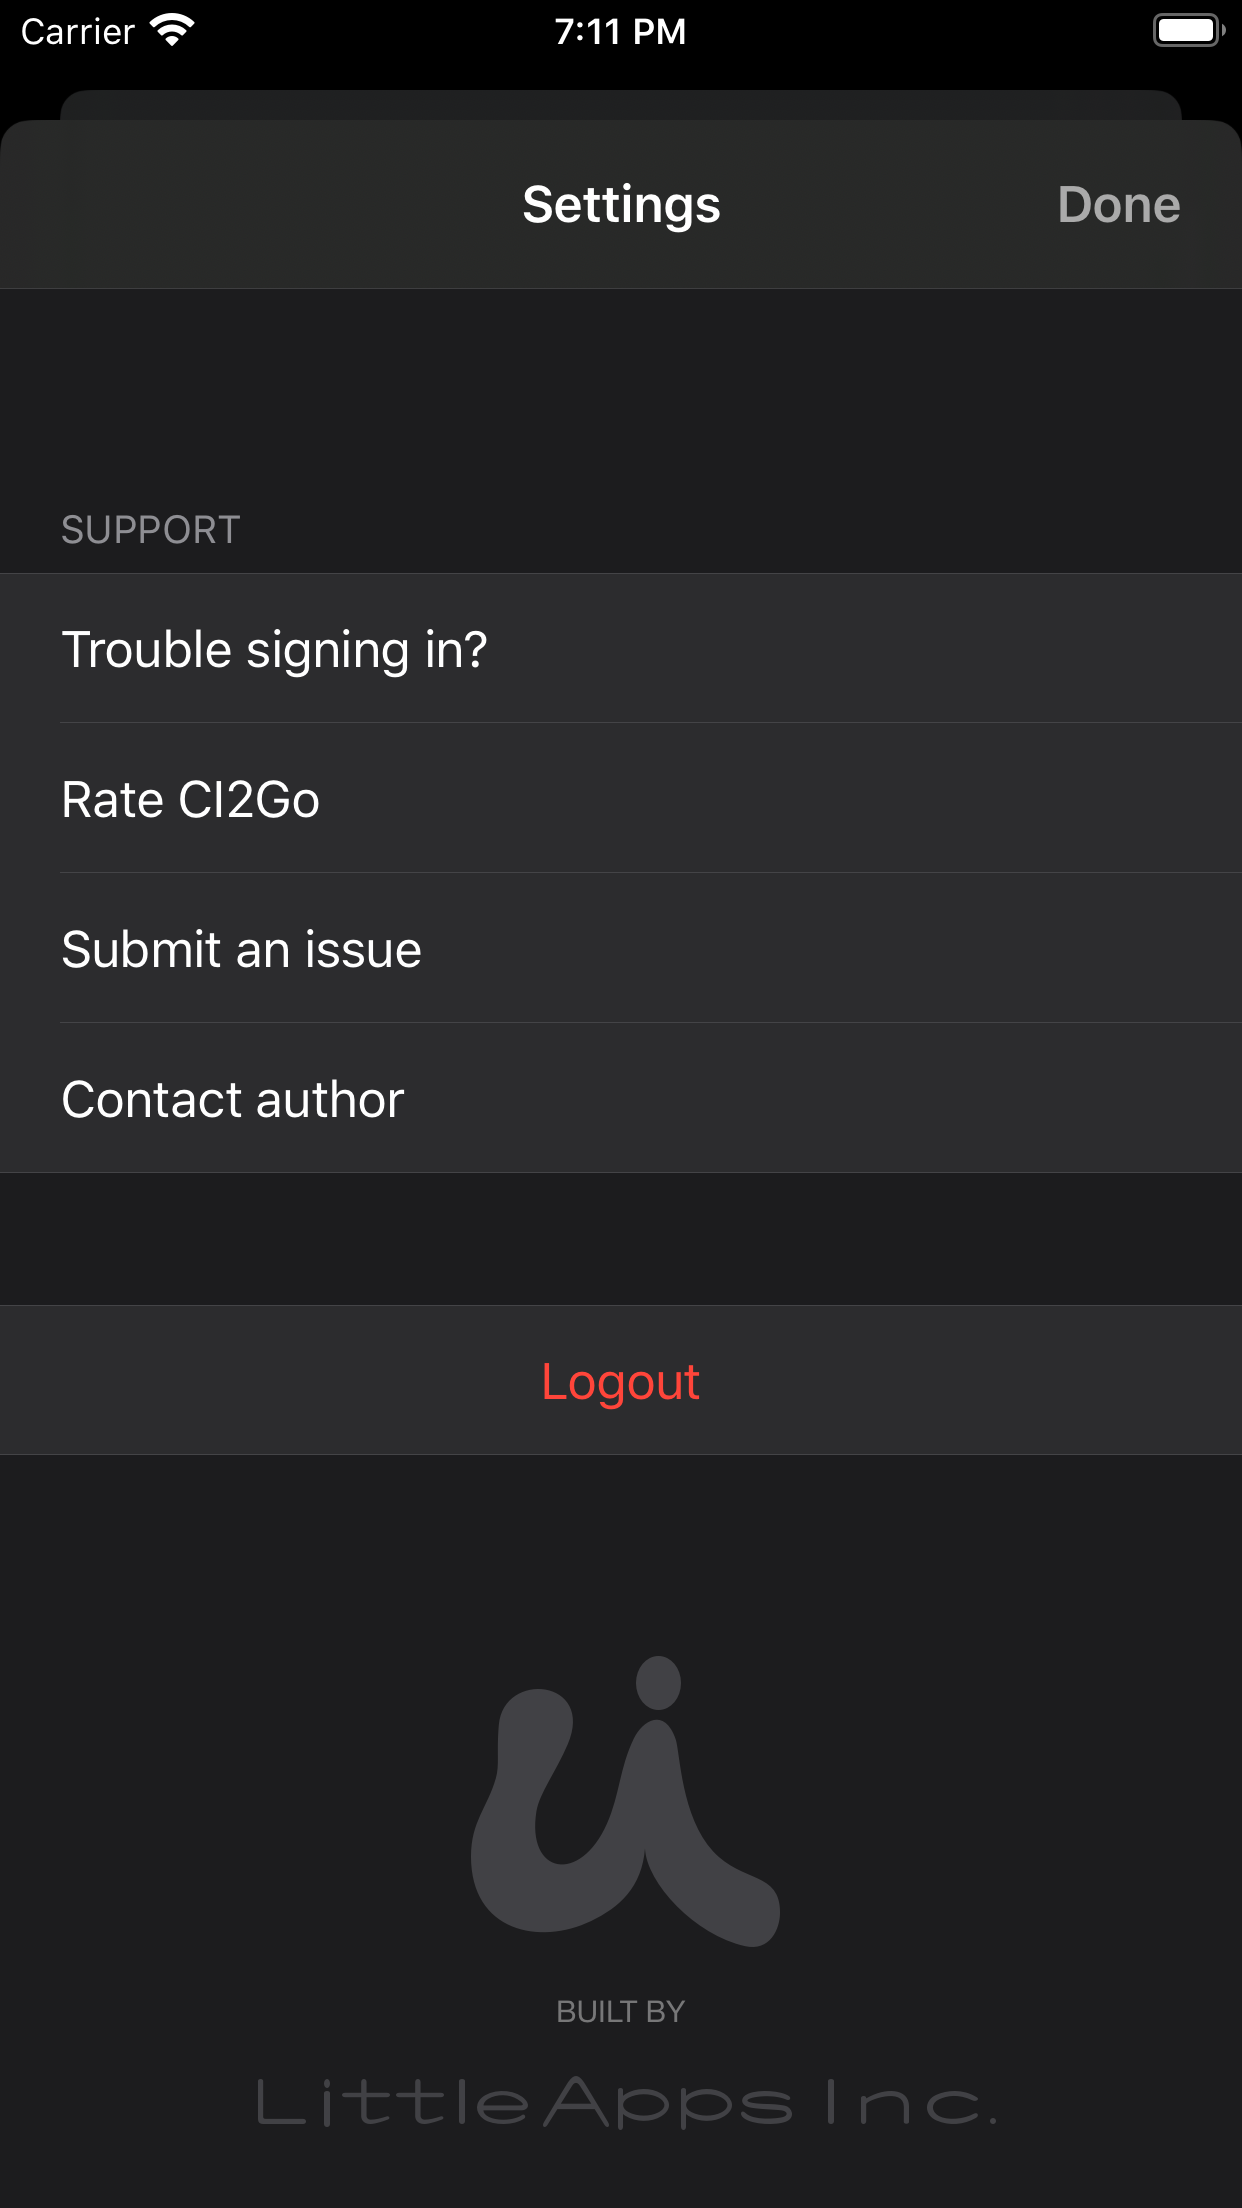 Carrier 7:11 PM
Settings Done
SUPPORT
Trouble signing in?
Rate CI2Go
Submit an issue
Contact author
Logout
BUILT BY
LittleApps Inc.